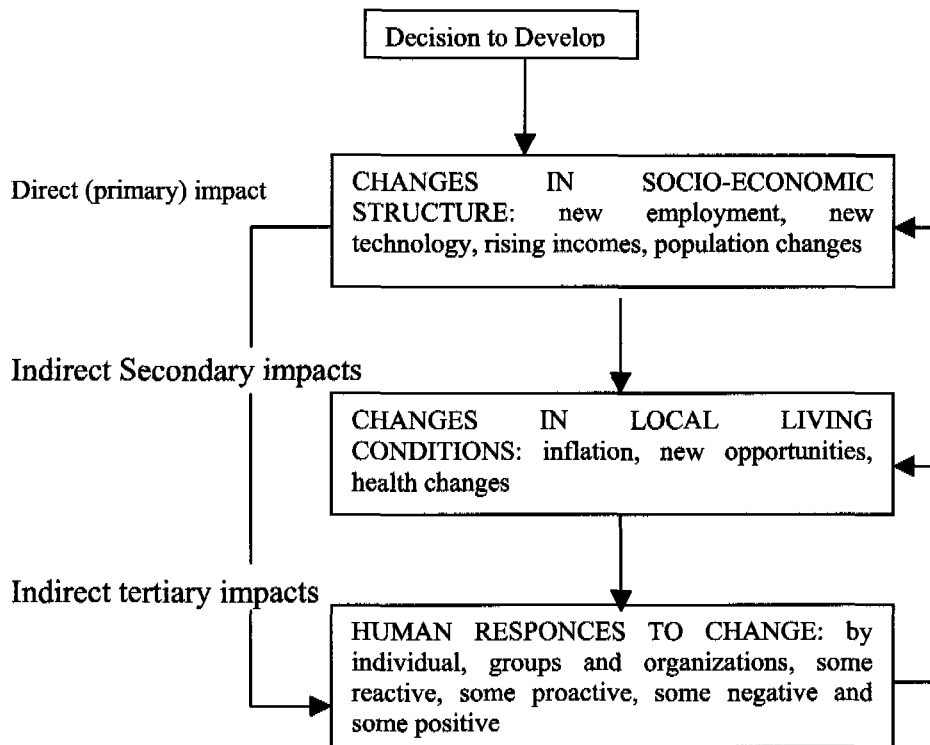 Decision to Develop
Direct (primary) impact
CHANGES IN SOCIO-ECONOMIC
STRUCTURE: new employment, new
technology, rising incomes, population changes
Indirect Secondary impacts
CHANGES IN LOCAL LIVING
CONDITIONS: inflation, new opportunities,
health changes
Indirect tertiary impacts
HUMAN RESPONCES TO CHANGE: by
individual, groups and organizations, some
reactive, some proactive, some negative and
some positive